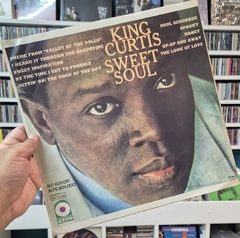 KING
CURTIS
SWEET
SOUL
THEME FROM "VALLEY OF THE DOLLS"
I HEARD IT THROUGH THE GRAPEVINE
SWEET INSPIRATION
BY THE TIME I GET TO PHOENIX
(SITTIN' ON) THE DOCK OF THE BAY
SOUL SERENADE
SPOOKY
HONEY
UP-UP AND AWAY
THE LOOK OF LOVE
ATCO